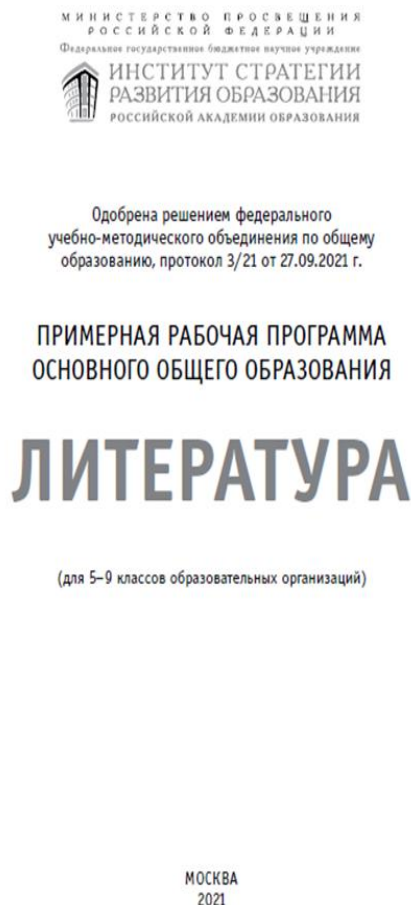 МИНИСТЕРСТВО ПРОСВЕЩЕНИЯ
РОССИЙСКОЙ ФЕДЕРАЦИИ
Федеральное государственное бюджетное научное учреждение
ИНСТИТУТ СТРАТЕГИИ
РАЗВИТИЯ ОБРАЗОВАНИЯ
РОССИЙСКОЙ АКАДЕМИИ ОБРАЗОВАНИЯ
Одобрена решением федерального
учебно-методического объединения по общему
образованию, протокол 3/21 от 27.09.2021 г.
ПРИМЕРНАЯ РАБОЧАЯ ПРОГРАММА
ОСНОВНОГО ОБЩЕГО ОБРАЗОВАНИЯ
ЛИТЕРАТУРА
(для 5–9 классов образовательных организаций)
МОСКВА
2021